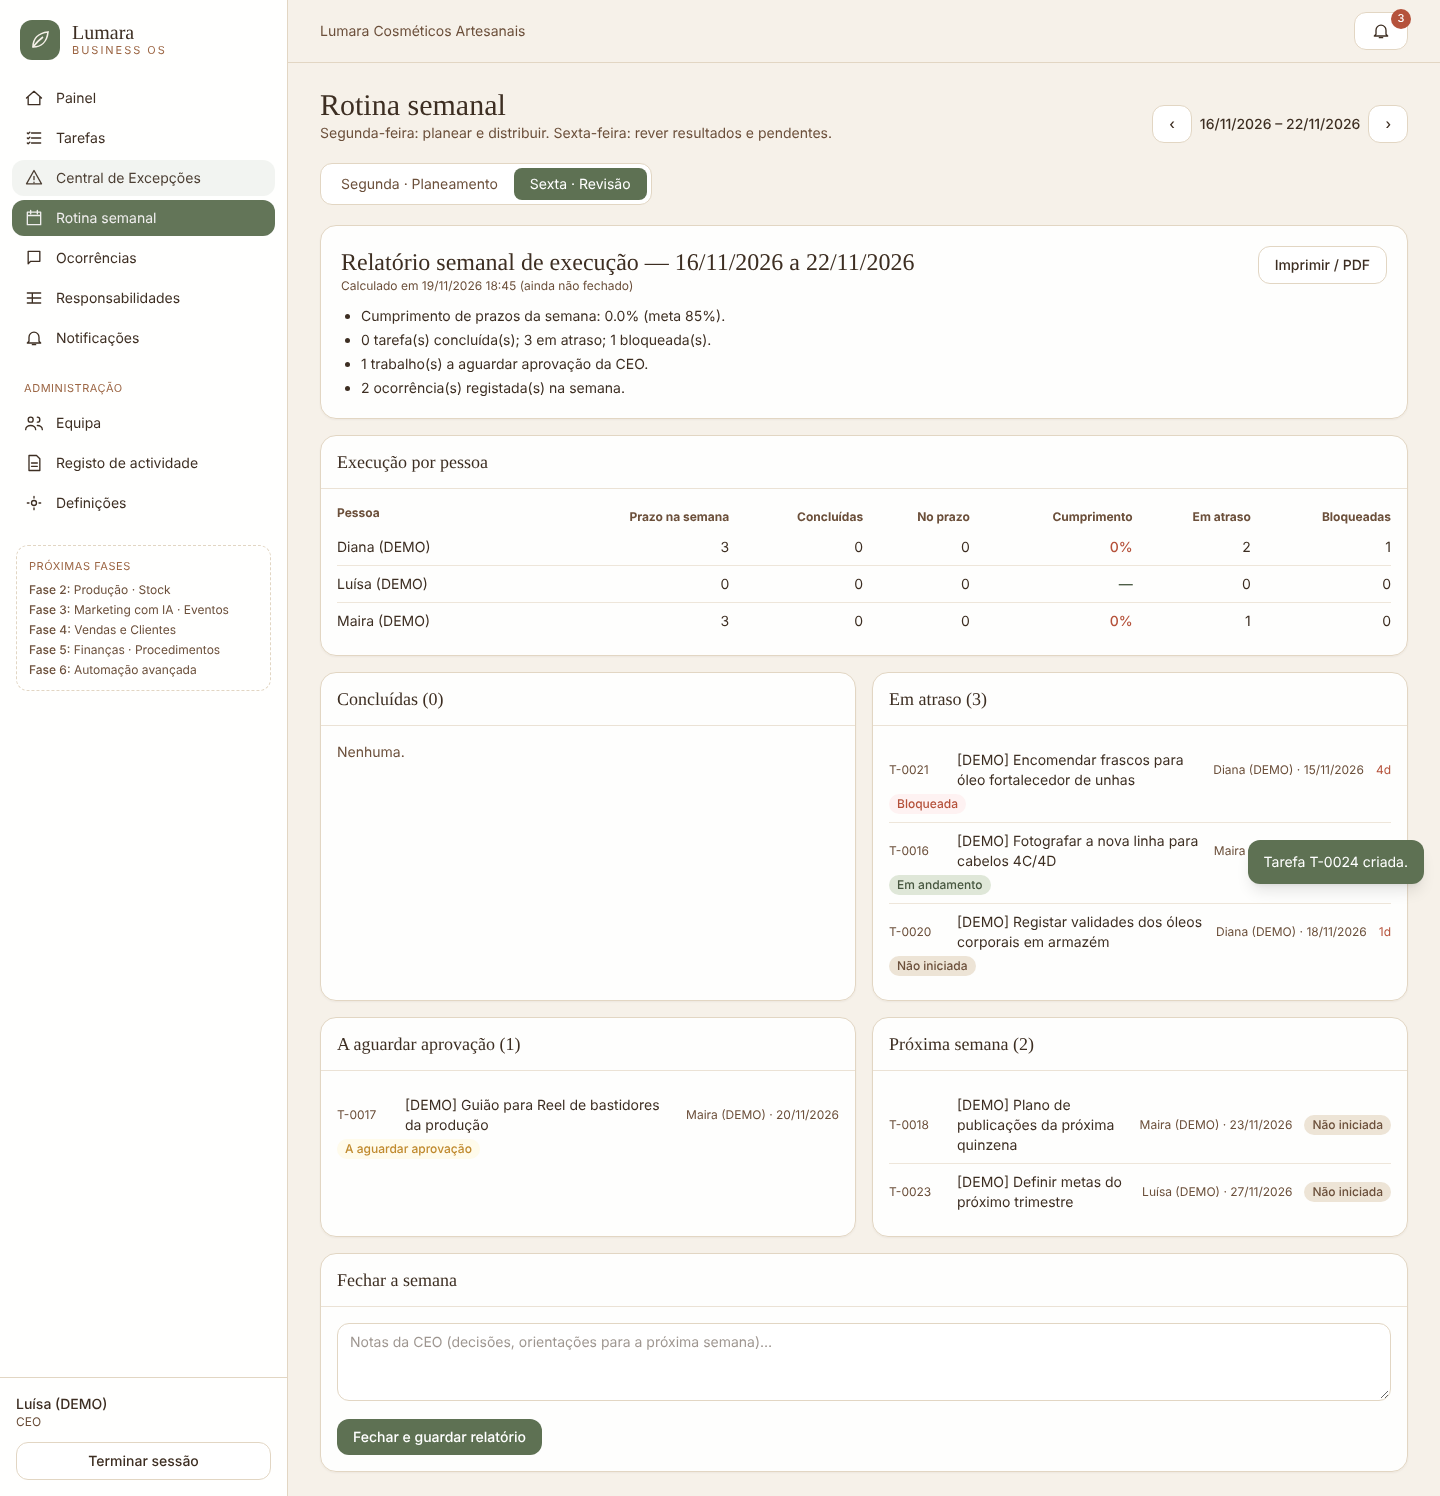 Lumara
BUSINESS OS
Painel
Tarefas
Central de Excepções
Rotina semanal
Ocorrências
Responsabilidades
Notificações
ADMINISTRAÇÃO
Equipa
Registo de actividade
Definições
PRÓXIMAS FASES
Fase 2: Produção · Stock
Fase 3: Marketing com IA · Eventos
Fase 4: Vendas e Clientes
Fase 5: Finanças · Procedimentos
Fase 6: Automação avançada
Luísa (DEMO)
CEO
Terminar sessão
Lumara Cosméticos Artesanais
3
Rotina semanal
Segunda-feira: planear e distribuir. Sexta-feira: rever resultados e pendentes.
‹ 16/11/2026 – 22/11/2026 ›
Segunda · Planeamento
Sexta · Revisão
Relatório semanal de execução — 16/11/2026 a 22/11/2026
Imprimir / PDF
Calculado em 19/11/2026 18:45 (ainda não fechado)
• Cumprimento de prazos da semana: 0.0% (meta 85%).
• 0 tarefa(s) concluída(s); 3 em atraso; 1 bloqueada(s).
• 1 trabalho(s) a aguardar aprovação da CEO.
• 2 ocorrência(s) registada(s) na semana.
Execução por pessoa
Pessoa Prazo na semana Concluídas No prazo Cumprimento Em atraso Bloqueadas
Diana (DEMO) 3 0 0 0% 2 1
Luísa (DEMO) 0 0 0 — 0 0
Maira (DEMO) 3 0 0 0% 1 0
Concluídas (0)
Nenhuma.
Em atraso (3)
T-0021 [DEMO] Encomendar frascos para
óleo fortalecedor de unhas
Diana (DEMO) · 15/11/2026 4d
Bloqueada
T-0016 [DEMO] Fotografar a nova linha para
cabelos 4C/4D
Maira
Em andamento
Tarefa T-0024 criada.
T-0020 [DEMO] Registar validades dos óleos
corporais em armazém
Diana (DEMO) · 18/11/2026 1d
Não iniciada
A aguardar aprovação (1)
T-0017 [DEMO] Guião para Reel de bastidores
da produção
Maira (DEMO) · 20/11/2026
A aguardar aprovação
Próxima semana (2)
T-0018 [DEMO] Plano de
publicações da próxima
quinzena
Maira (DEMO) · 23/11/2026 Não iniciada
T-0023 [DEMO] Definir metas do
próximo trimestre
Luísa (DEMO) · 27/11/2026 Não iniciada
Fechar a semana
Notas da CEO (decisões, orientações para a próxima semana)...
Fechar e guardar relatório